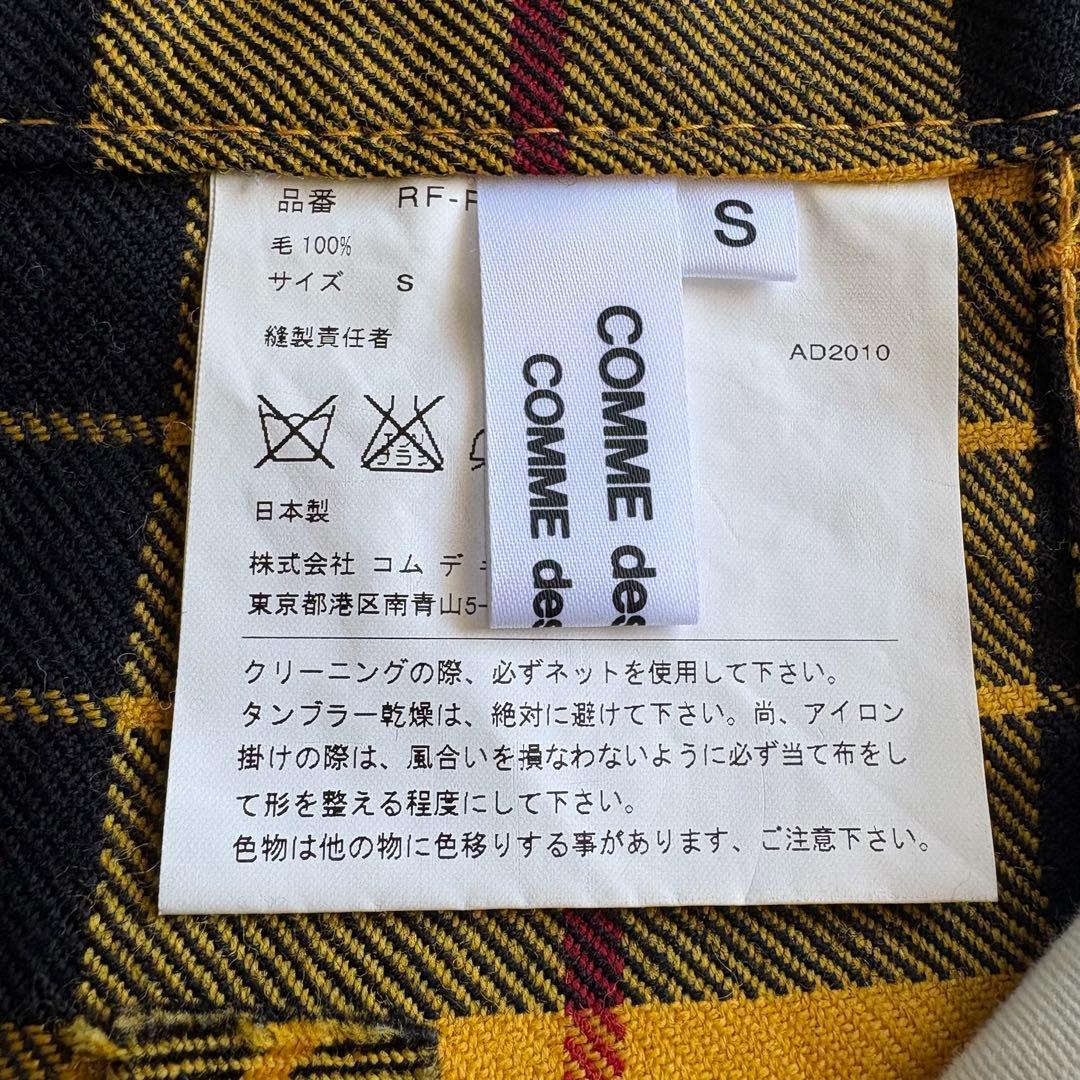 品番 RF-
毛 100%
サイズ S
縫製責任者
S
AD2010
COMME des
COMME des
日本製
株式会社 コム デ
東京都港区南青山5-
クリーニングの際、必ずネットを使用して下さい。
タンブラー乾燥は、絶対に避けて下さい。尚、アイロン
掛けの際は、風合いを損なわないように必ず当て布をし
て形を整える程度にして下さい。
色物は他の物に色移りする事があります、ご注意下さい。